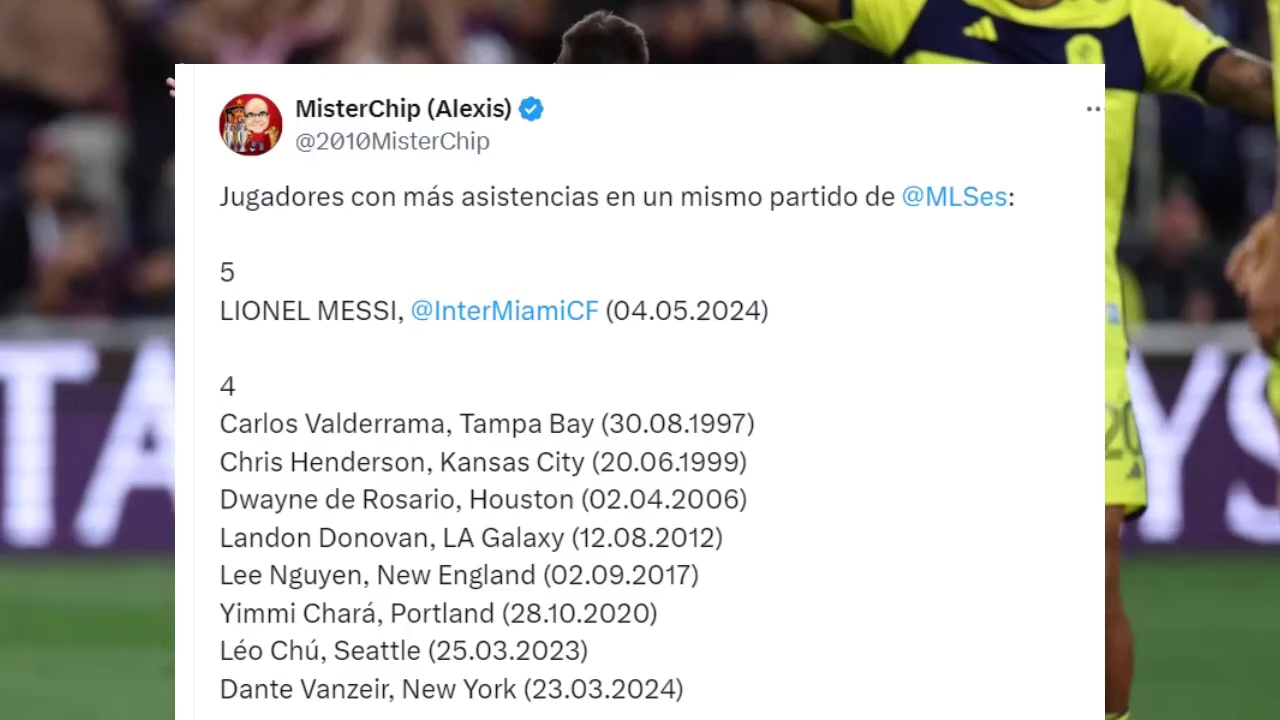 MisterChip (Alexis)
@2010MisterChip
Jugadores con más asistencias en un mismo partido de @MLSes:
5
LIONEL MESSI, @InterMiamiCF (04.05.2024)
4
Carlos Valderrama, Tampa Bay (30.08.1997)
Chris Henderson, Kansas City (20.06.1999)
Dwayne de Rosario, Houston (02.04.2006)
Landon Donovan, LA Galaxy (12.08.2012)
Lee Nguyen, New England (02.09.2017)
Yimmi Chará, Portland (28.10.2020)
Léo Chú, Seattle (25.03.2023)
Dante Vanzeir, New York (23.03.2024)
TA
YS
20